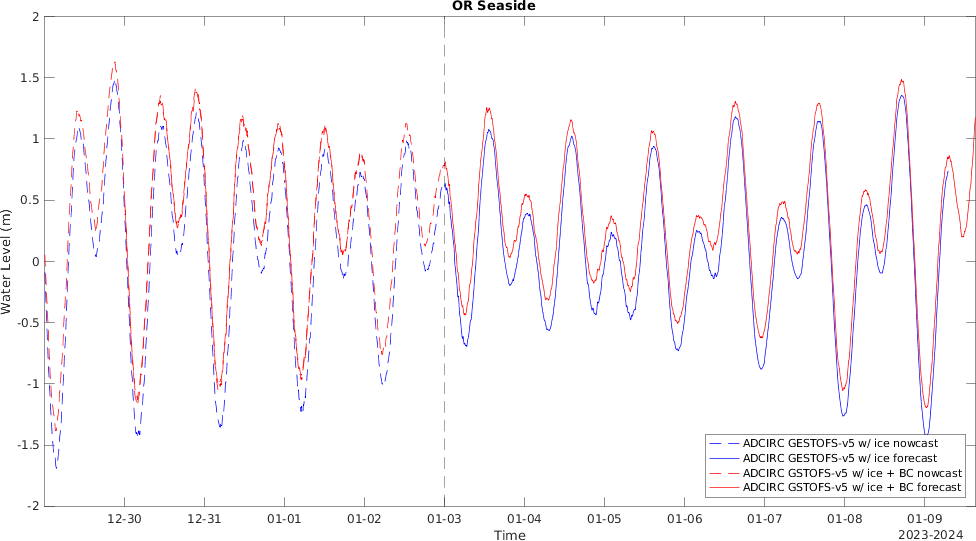 OR Seaside
2
1.5
1
0.5
0
-0.5
-1
-1.5
-2
Water Level (m)
12-30 12-31 01-01 01-02 01-03 01-04 01-05 01-06 01-07 01-08 01-09
Time
2023-2024
ADCIRC GESTOFS-v5 w/ ice nowcast
ADCIRC GESTOFS-v5 w/ ice forecast
ADCIRC GSTOFS-v5 w/ ice + BC nowcast
ADCIRC GSTOFS-v5 w/ ice + BC forecast